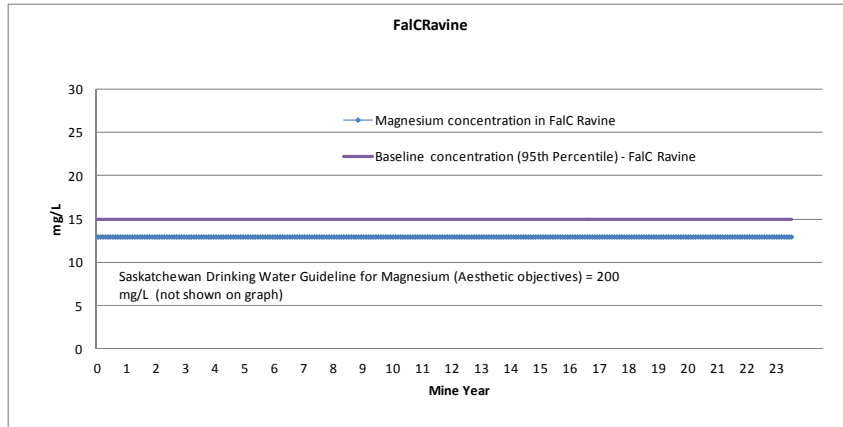 FalCRavine
30
Magnesium concentration in FalC Ravine
25
Baseline concentration (95th Percentile) - FalC Ravine
20
mg/L
15
10
Saskatchewan Drinking Water Guideline for Magnesium (Aesthetic objectives) = 200
mg/L (not shown on graph)
5
0
0 1 2 3 4 5 6 7 8 9 10 11 12 13 14 15 16 17 18 19 20 21 22 23
Mine Year